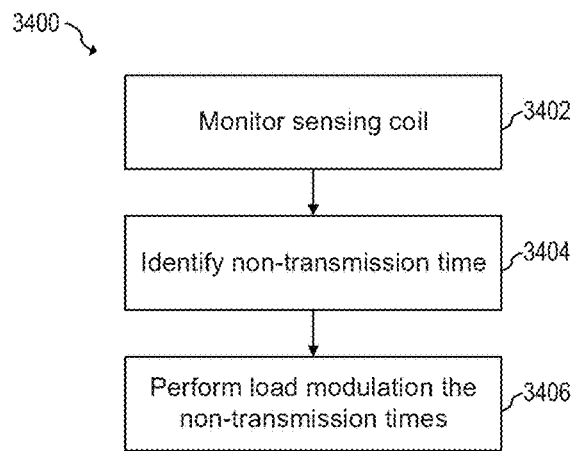 3400
Monitor sensing coil
3402
Identify non-transmission time
3404
Perform load modulation the
non-transmission times
3406